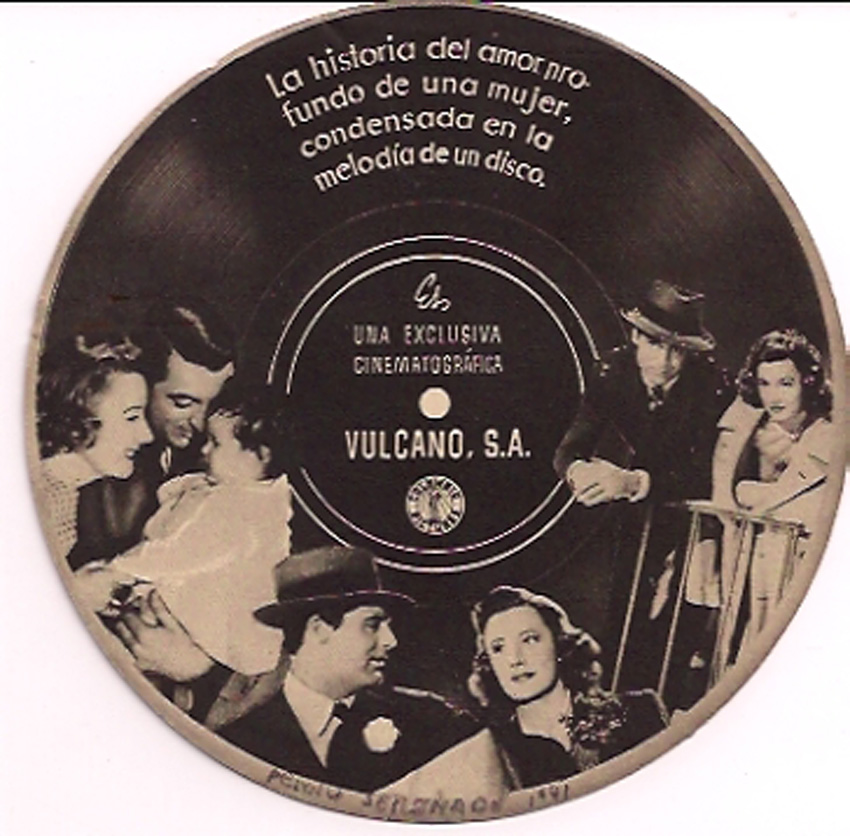 La historia del amor pro-
fundo de una mujer,
condensada en la
melodía de un disco.
Es
UNA EXCLUSIVA
CINEMATOGRÁFICA
VULCANO, S.A.
1941